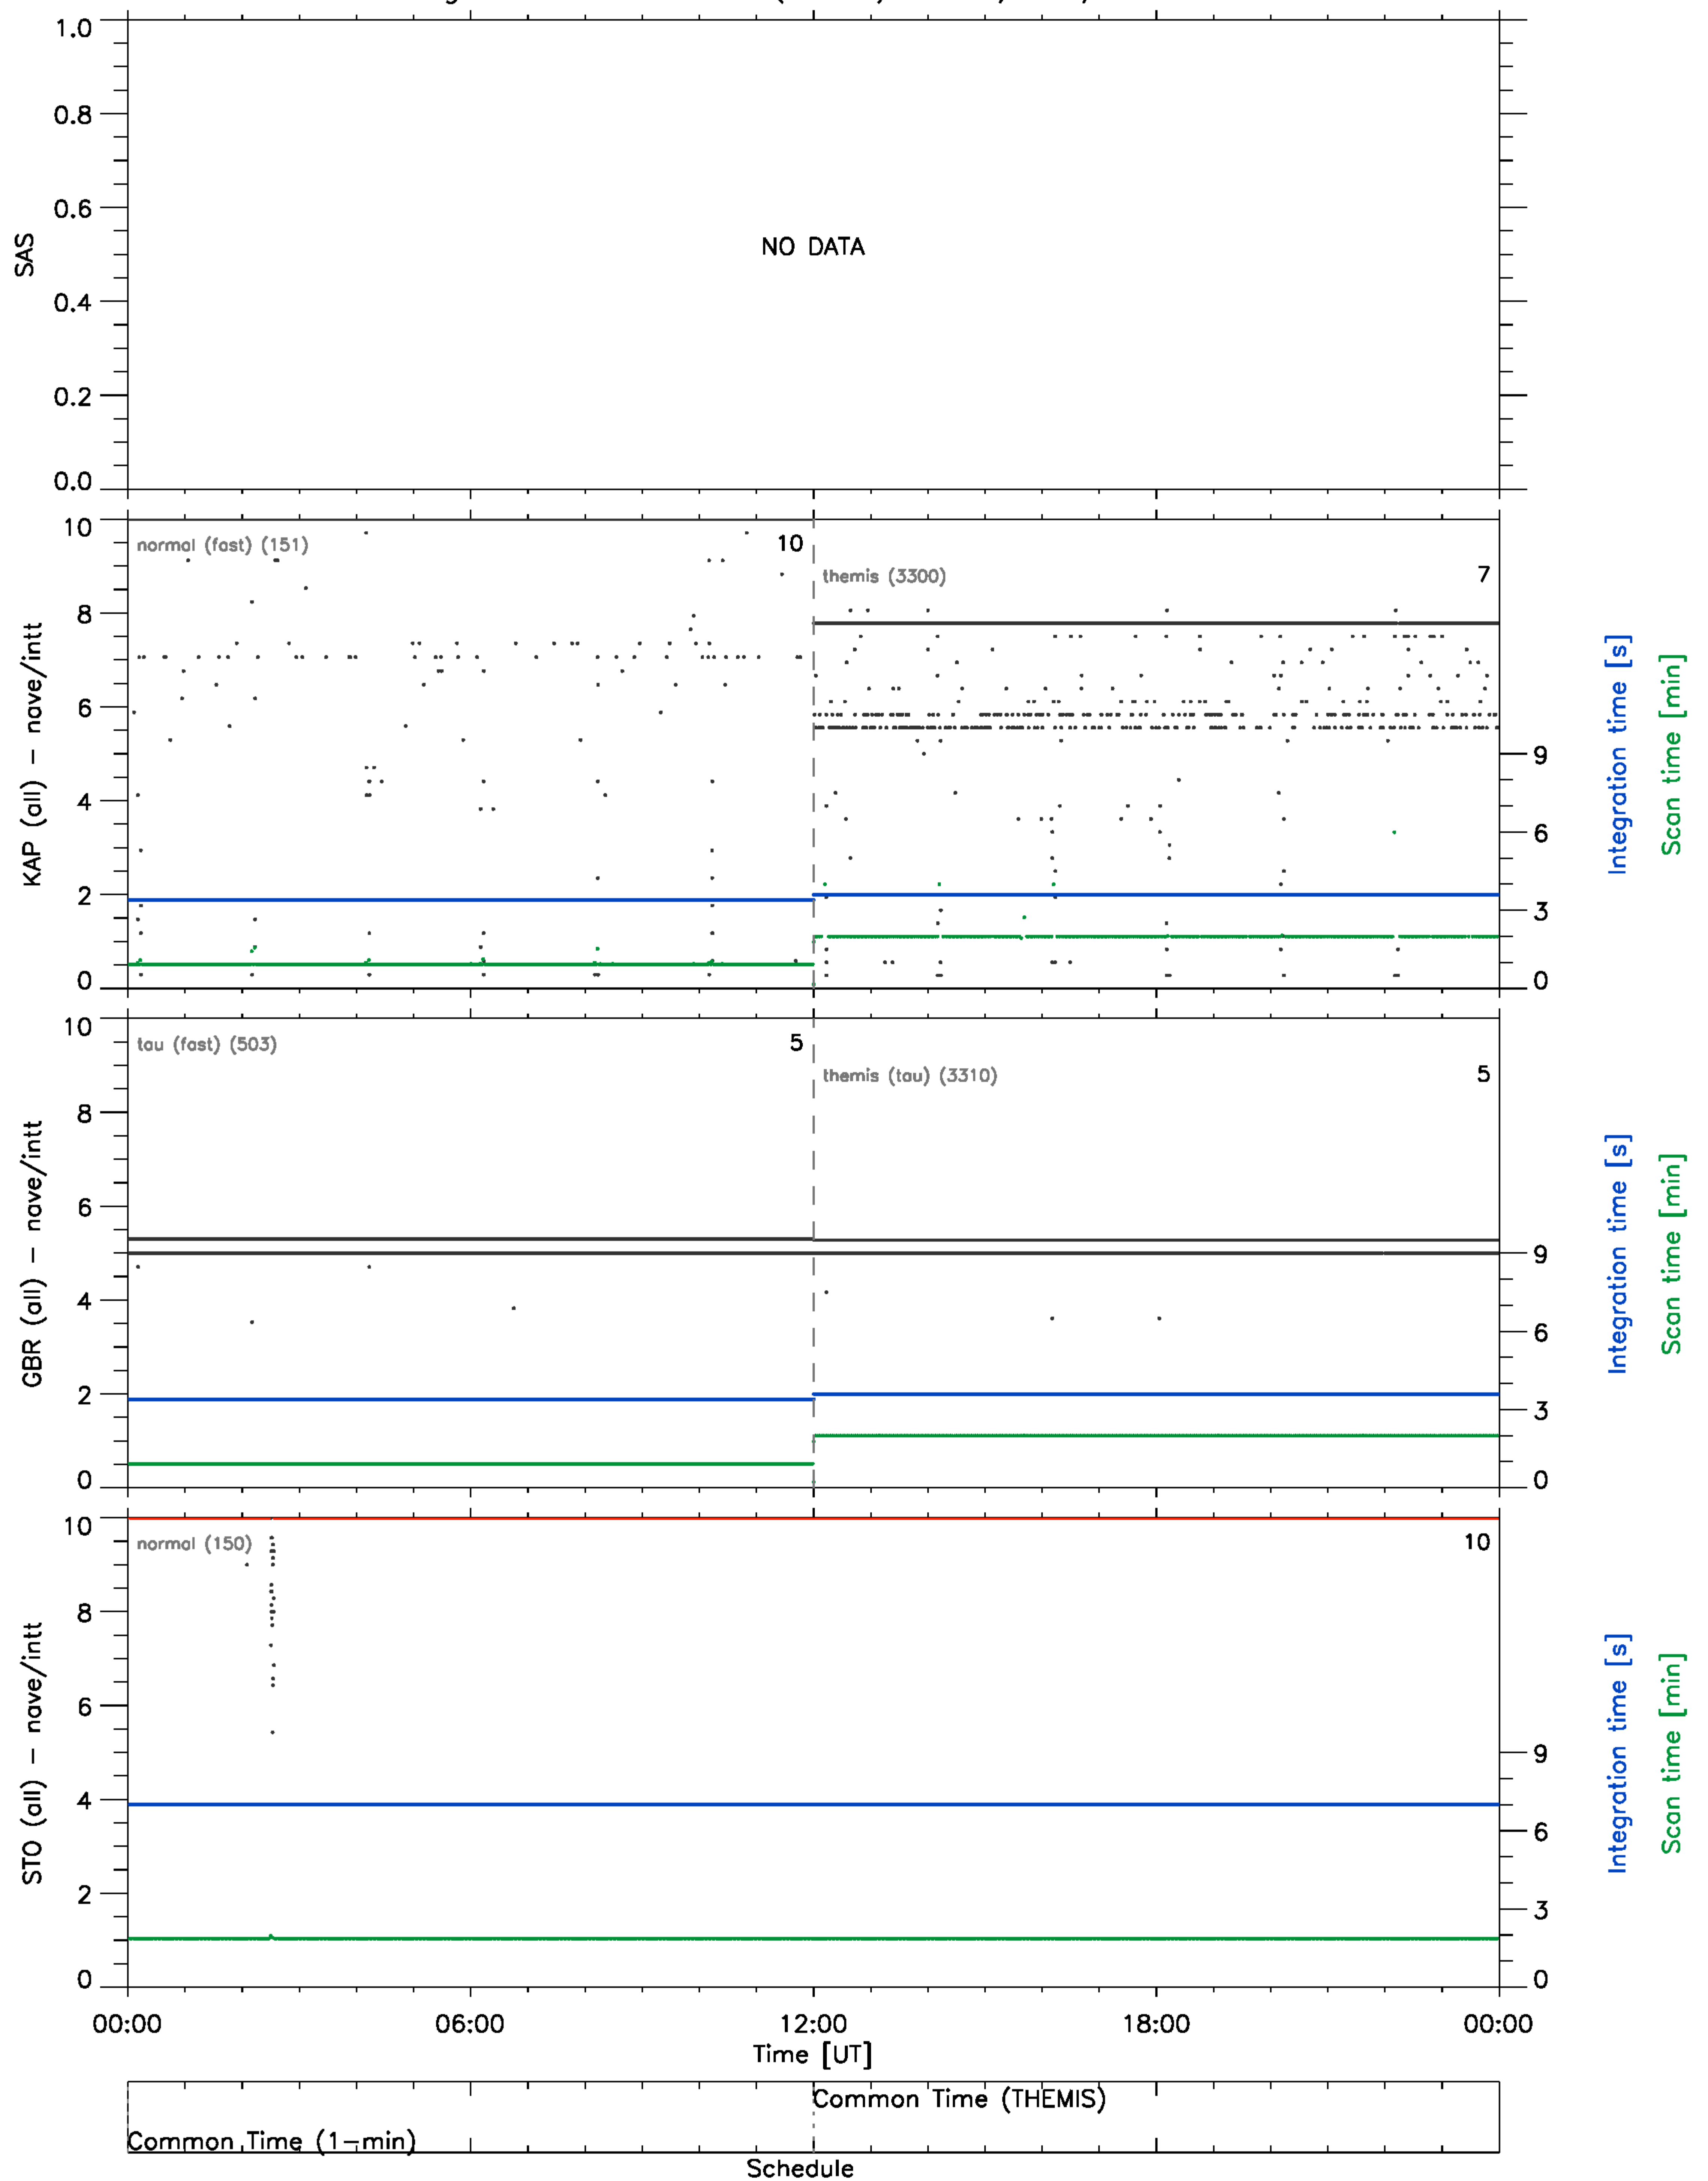 1.0
0.8
0.6
0.4
0.2
0.0
SAS
NO DATA
10
8
6
4
2
0
KAP (all) – nave/intt
normal (fast) (151)
10
themis (3300)
7
9
6
3
0
Integration time [s]
Scan time [min]
10
8
6
4
2
0
GBR (all) – nave/intt
tau (fast) (503)
5
themis (tau) (3310)
5
9
6
3
0
Integration time [s]
Scan time [min]
10
8
6
4
2
0
STO (all) – nave/intt
normal (150)
10
9
6
3
0
Integration time [s]
Scan time [min]
00:00 06:00 12:00 18:00 00:00
Time [UT]
Common Time (THEMIS)
Common Time (1–min)
Schedule